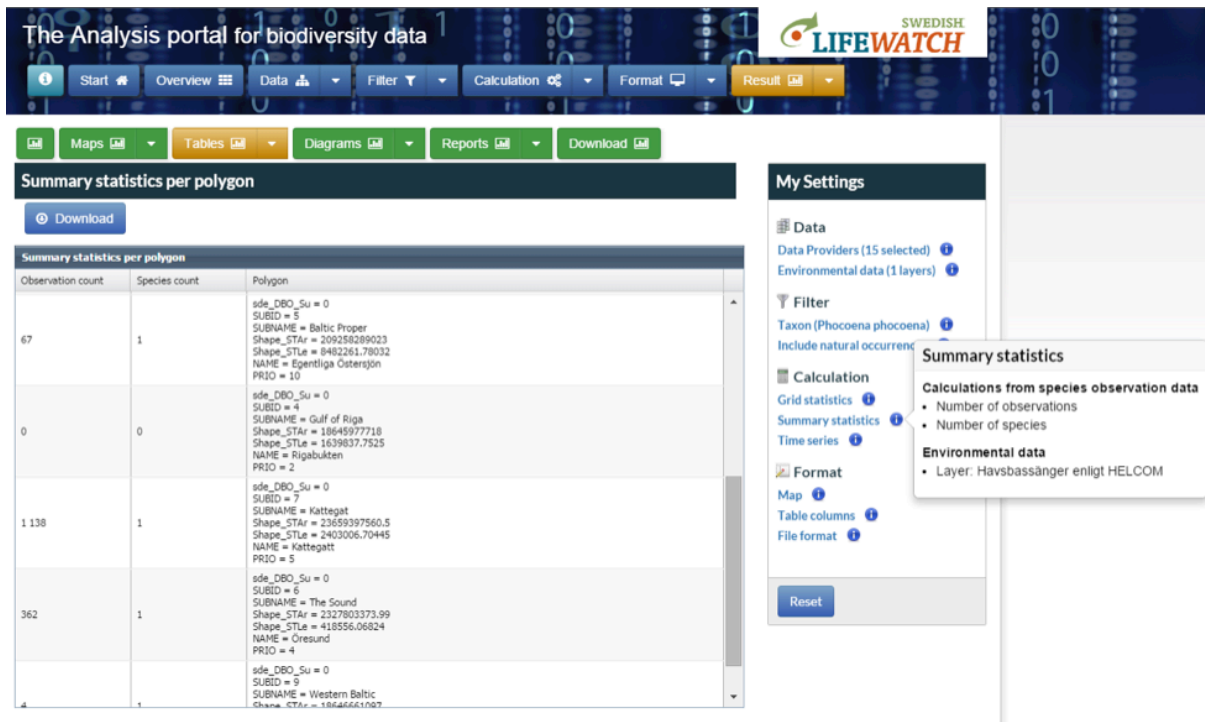 The Analysis portal for biodiversity data
SWEDISH
LIFEWATCH
Start
Overview
Data
Filter
Calculation
Format
Result
Maps
Tables
Diagrams
Reports
Download
Summary statistics per polygon
Download
Summary statistics per polygon
Observation count Species count Polygon
sde_DBO_Su = 0
SUBID = 5
SUBNAME = Baltic Proper
67 1 Shape_STAr = 209258289023
Shape_STLe = 8482261.78032
NAME = Egentliga Östersjön
PRIO = 10
sde_DBO_Su = 0
SUBID = 4
SUBNAME = Gulf of Riga
0 0 Shape_STAr = 18645977718
Shape_STLe = 1639837.7525
NAME = Rigabukten
PRIO = 2
sde_DBO_Su = 0
SUBID = 7
SUBNAME = Kattegat
1 138 1 Shape_STAr = 23659397560.5
Shape_STLe = 2403006.70445
NAME = Kattegatt
PRIO = 5
sde_DBO_Su = 0
SUBID = 6
SUBNAME = The Sound
362 1 Shape_STAr = 2327803373.99
Shape_STLe = 418556.06824
NAME = Öresund
PRIO = 4
sde_DBO_Su = 0
SUBID = 9
SUBNAME = Western Baltic
4 1 Shape_STAr = 18646661097
My Settings
Data
Data Providers (15 selected)
Environmental data (1 layers)
Filter
Taxon (Phocoena phocoena)
Include natural occurrenc
Calculation
Grid statistics
Summary statistics
Time series
Format
Map
Table columns
File format
Reset
Summary statistics
Calculations from species observation data
• Number of observations
• Number of species
Environmental data
• Layer: Havsbassänger enligt HELCOM